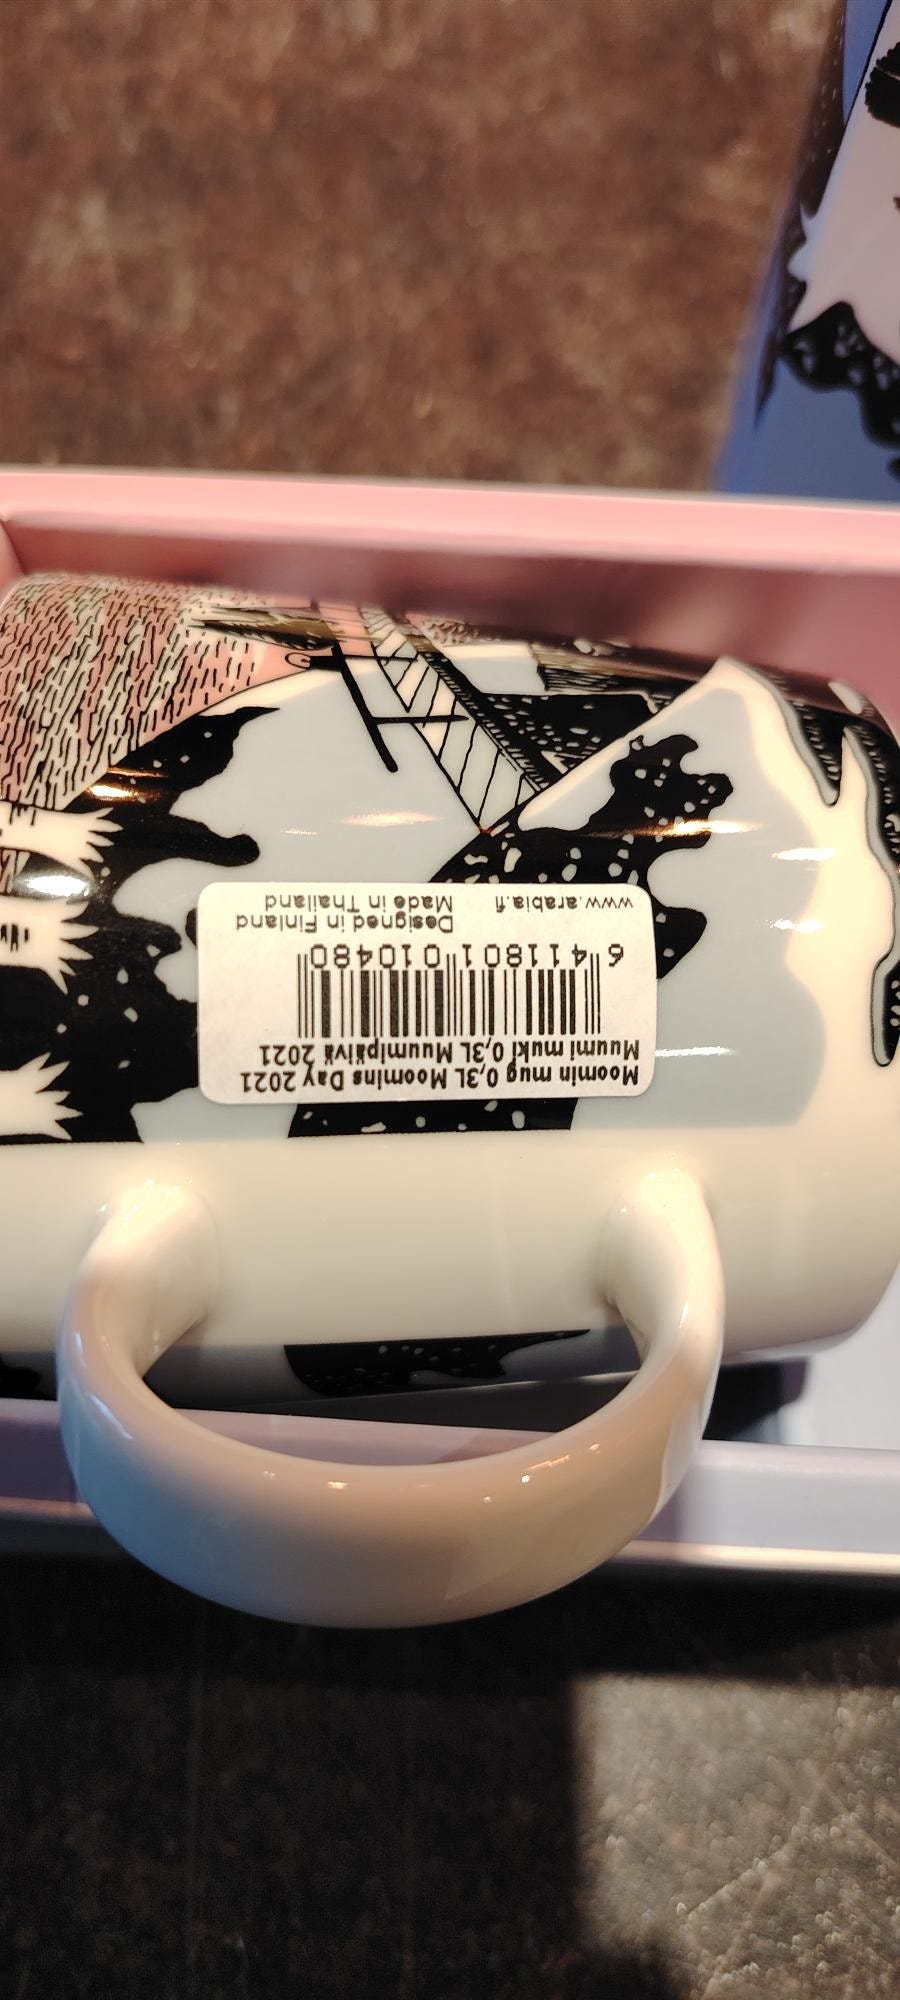 Moomin mug 0,3L Moomins Day 2021
Muumi muki 0,3L Muumipäivä 2021
6 411801 010480
Designed in Finland
www.arabia.fi Made in Thailand